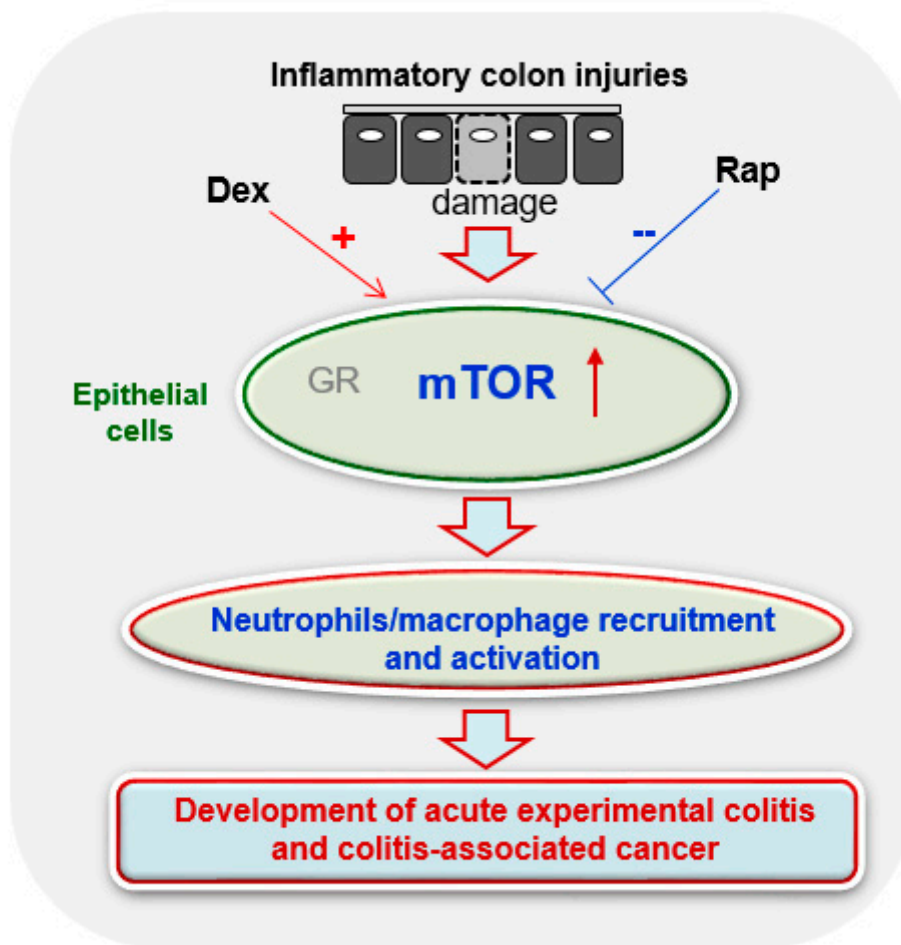 Inflammatory colon injuries
Dex
Rap
damage
+
--
GR
mTOR
Epithelial
cells
Neutrophils/macrophage recruitment
and activation
Development of acute experimental colitis
and colitis-associated cancer